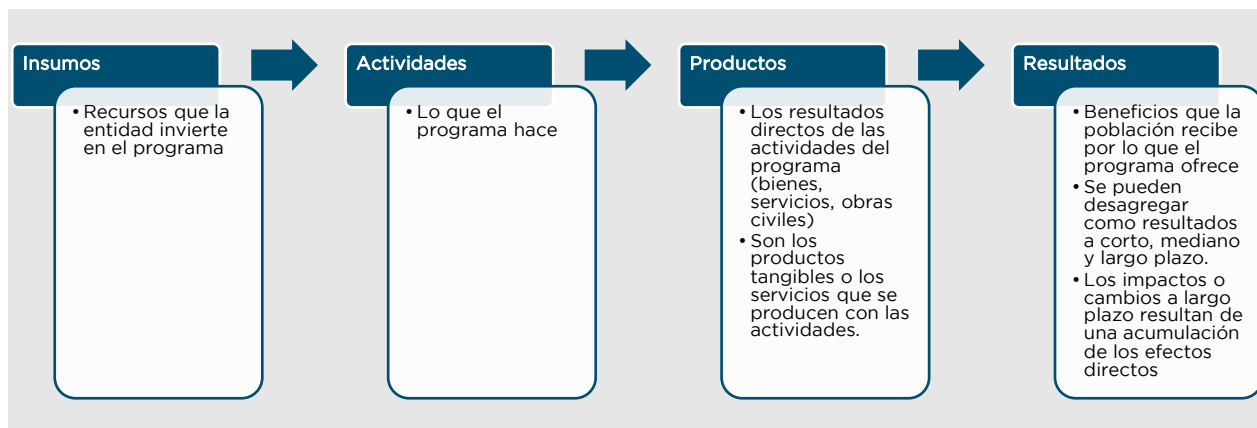 Insumos
• Recursos que la
entidad invierte
en el programa
Actividades
• Lo que el
programa hace
Productos
• Los resultados
directos de las
actividades del
programa
(bienes,
servicios, obras
civiles)
• Son los
productos
tangibles o los
servicios que se
producen con las
actividades.
Resultados
• Beneficios que la
población recibe
por lo que el
programa ofrece
• Se pueden
desagregar
como resultados
a corto, mediano
y largo plazo.
• Los impactos o
cambios a largo
plazo resultan de
una acumulación
de los efectos
directos